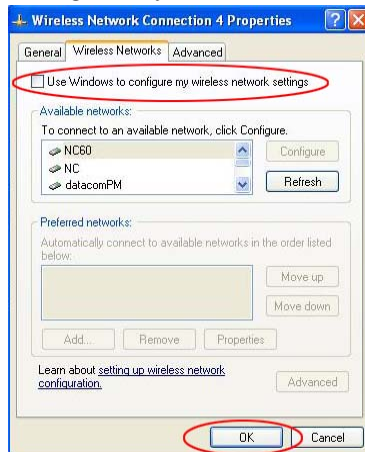 Wireless Network Connection 4 Properties
General Wireless Networks Advanced
Use Windows to configure my wireless network settings
Available networks:
To connect to an available network, click Configure.
NC60
Configure
NC
datacomPM
Refresh
Preferred networks:
Automatically connect to available networks in the order listed
below:
Move up
Move down
Add... Remove Properties
Learn about setting up wireless network
configuration.
Advanced
OK Cancel